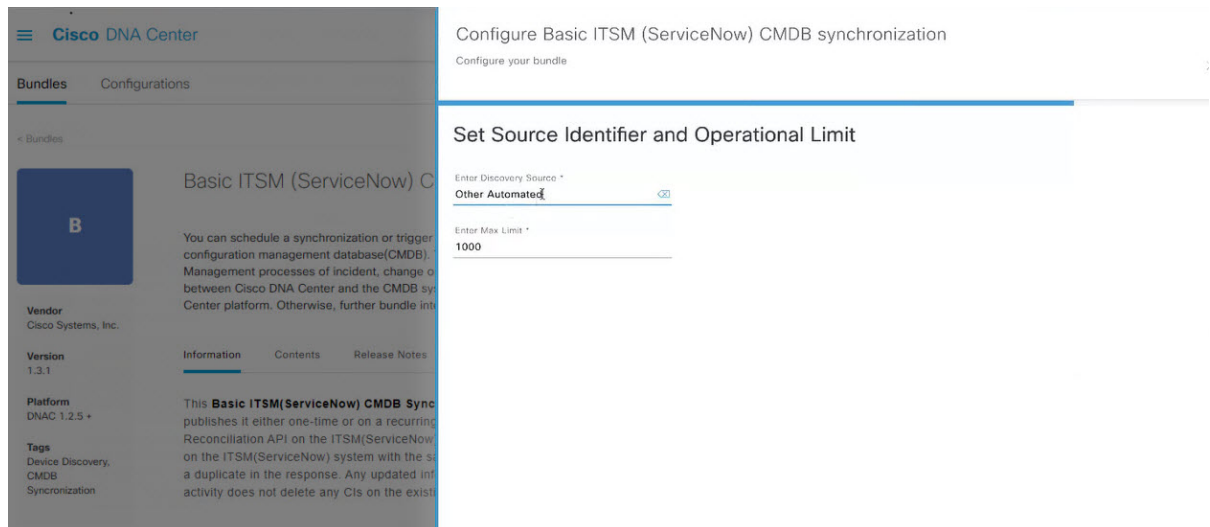 Cisco DNA Center
Bundles Configurations
< Bundles
B
Vendor
Cisco Systems, Inc.
Version
1.3.1
Platform
DNAC 1.2.5 +
Tags
Device Discovery,
CMDB
Syncronization
Basic ITSM (ServiceNow) C
You can schedule a synchronization or trigger
configuration management database(CMDB).
Management processes of incident, change o
between Cisco DNA Center and the CMDB sy
Center platform. Otherwise, further bundle int
Information Contents Release Notes
This Basic ITSM(ServiceNow) CMDB Sync
publishes it either one-time or on a recurring
Reconciliation API on the ITSM(ServiceNow)
on the ITSM(ServiceNow) system with the sa
a duplicate in the response. Any updated inf
activity does not delete any CIs on the existi
Configure Basic ITSM (ServiceNow) CMDB synchronization
Configure your bundle
Set Source Identifier and Operational Limit
Enter Discovery Source *
Other Automated
Enter Max Limit *
1000